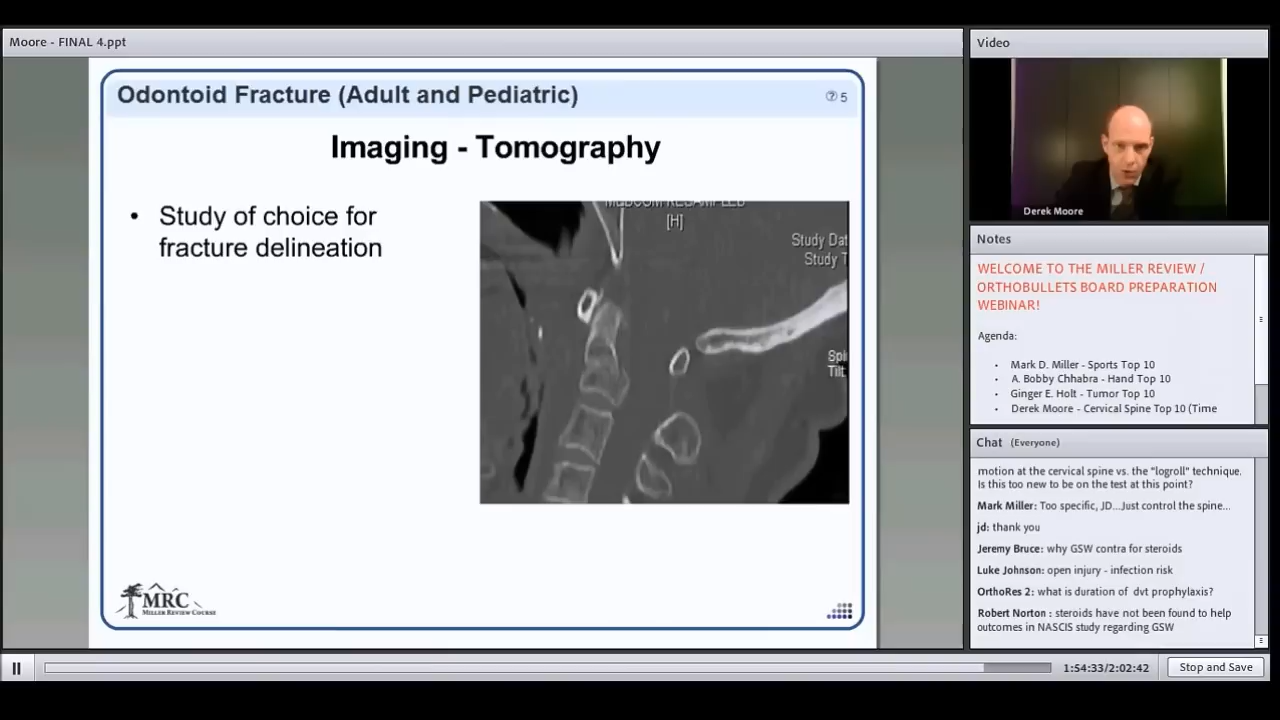 Moore - FINAL 4.ppt
Odontoid Fracture (Adult and Pediatric)
5
Imaging - Tomography
• Study of choice for
fracture delineation
[H]
Study Dat
Study T
Spi
Tilt
MRC
MILLER REVIEW COURSE
Video
Derek Moore
Notes
WELCOME TO THE MILLER REVIEW /
ORTHOBULLETS BOARD PREPARATION
WEBINAR!
Agenda:
• Mark D. Miller - Sports Top 10
• A. Bobby Chhabra - Hand Top 10
• Ginger E. Holt - Tumor Top 10
• Derek Moore - Cervical Spine Top 10 (Time
Chat (Everyone)
motion at the cervical spine vs. the "logroll" technique.
Is this too new to be on the test at this point?
Mark Miller: Too specific, JD...Just control the spine...
jd: thank you
Jeremy Bruce: why GSW contra for steroids
Luke Johnson: open injury - infection risk
OrthoRes 2: what is duration of dvt prophylaxis?
Robert Norton : steroids have not been found to help
outcomes in NASCIS study regarding GSW
1:54:33/2:02:42
Stop and Save